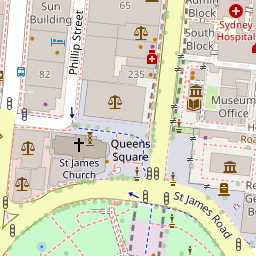 Sun
Building
Phillip Street
Admin
Block
Sydney
Hospital
South
Block
62
65
82
235
Museum
Office
Queens
Square
St James
Church
St James Road